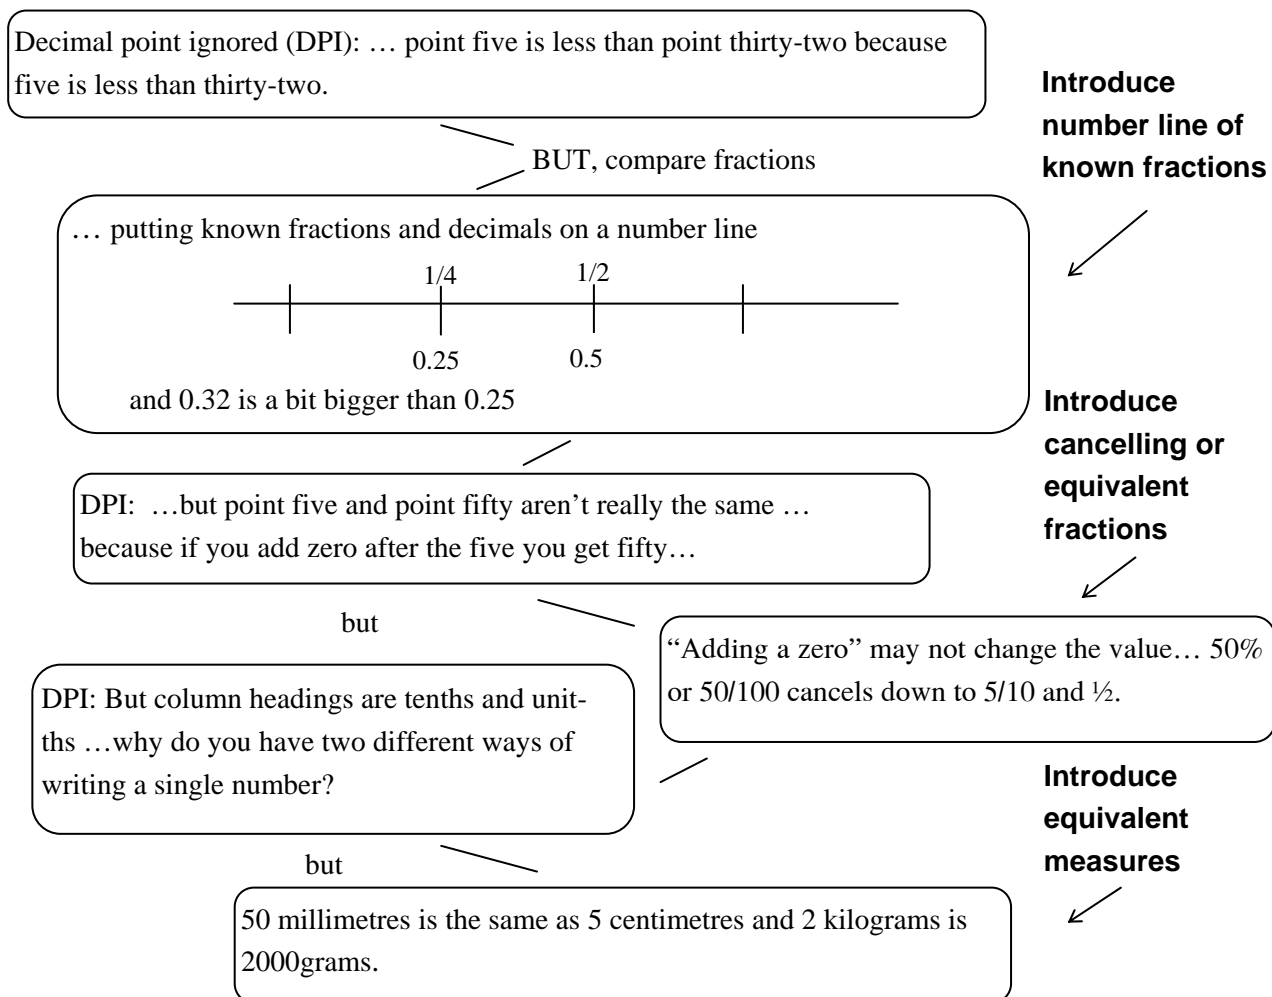 Decimal point ignored (DPI): … point five is less than point thirty-two because
five is less than thirty-two.
Introduce
number line of
known fractions
BUT, compare fractions
… putting known fractions and decimals on a number line
1/4
1/2
0.25
0.5
and 0.32 is a bit bigger than 0.25
Introduce
cancelling or
equivalent
fractions
DPI: …but point five and point fifty aren’t really the same …
because if you add zero after the five you get fifty…
but
“Adding a zero” may not change the value… 50%
or 50/100 cancels down to 5/10 and ½.
DPI: But column headings are tenths and unit-
ths …why do you have two different ways of
writing a single number?
Introduce
equivalent
measures
but
50 millimetres is the same as 5 centimetres and 2 kilograms is
2000grams.